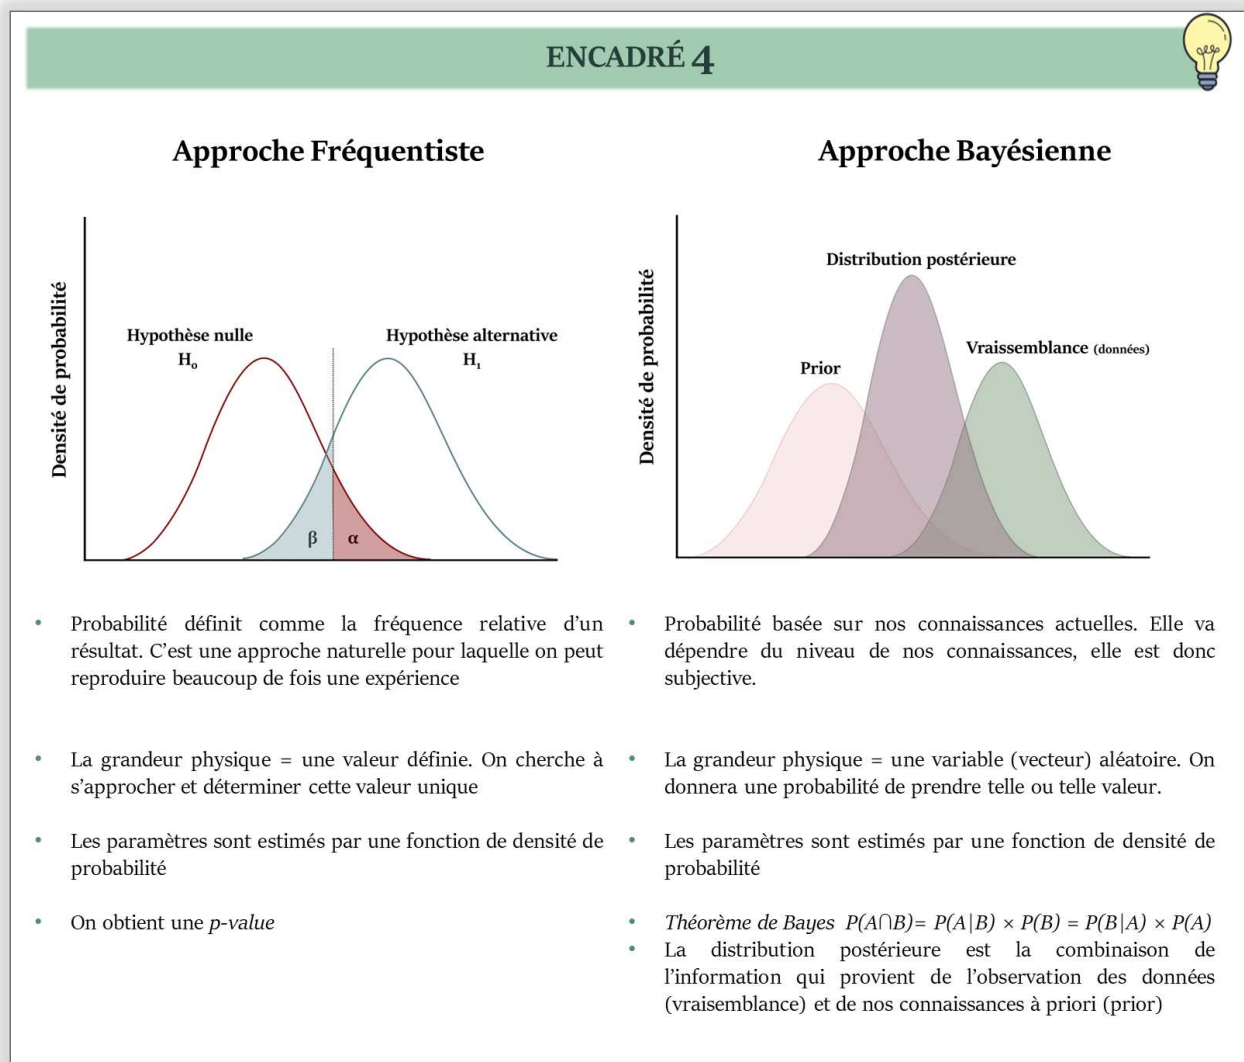 ENCADRÉ 4
Approche Fréquentiste
Densité de probabilité
Hypothèse nulle
H₀
Hypothèse alternative
H₁
β
α
Probabilité définit comme la fréquence relative d'un
résultat. C'est une approche naturelle pour laquelle on peut
reproduire beaucoup de fois une expérience
La grandeur physique = une valeur définie. On cherche à
s'approcher et déterminer cette valeur unique
Les paramètres sont estimés par une fonction de densité de
probabilité
On obtient une p-value
Approche Bayésienne
Densité de probabilité
Distribution postérieure
Prior
Vraissemblance (données)
Probabilité basée sur nos connaissances actuelles. Elle va
dépendre du niveau de nos connaissances, elle est donc
subjective.
La grandeur physique = une variable (vecteur) aléatoire. On
donnera une probabilité de prendre telle ou telle valeur.
Les paramètres sont estimés par une fonction de densité de
probabilité
Théorème de Bayes P(A∩B)= P(A|B) × P(B) = P(B|A) × P(A)
La distribution postérieure est la combinaison de
l'information qui provient de l'observation des données
(vraisemblance) et de nos connaissances à priori (prior)